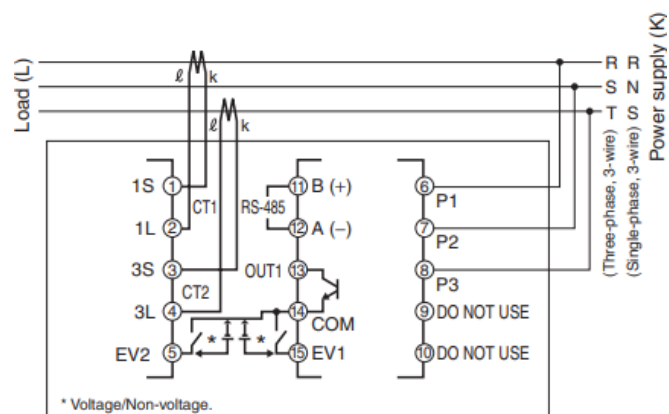 Load (L)
Power supply (K)
R R
S N
T S
(Three-phase, 3-wire)
(Single-phase, 3-wire)
ℓ k
ℓ k
1S 1
CT1
1L 2
3S 3
CT2
3L 4
EV2 5
11 B (+)
RS-485
12 A (−)
OUT1 13
14
COM
15 EV1
* *
6
P1
7
P2
8
P3
9 DO NOT USE
10 DO NOT USE
* Voltage/Non-voltage.